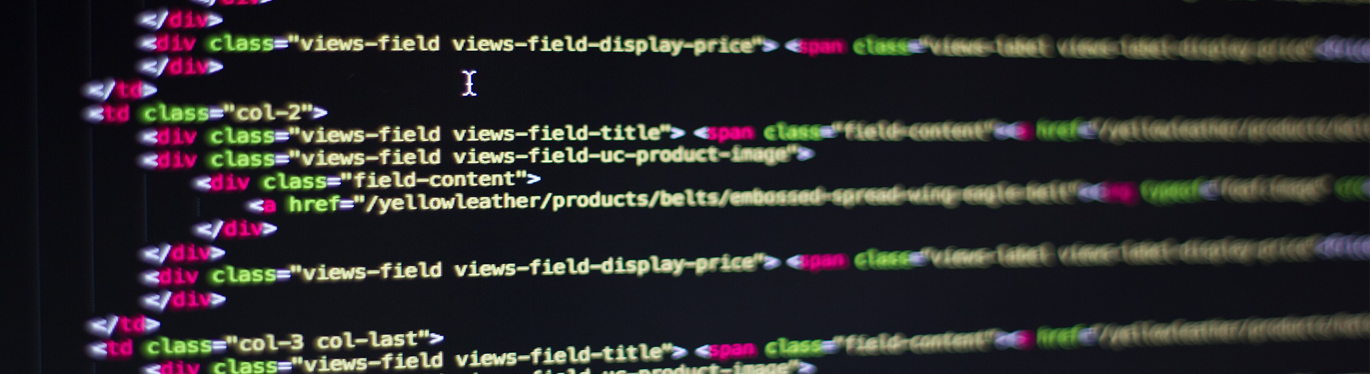 </div>
</div>
<div class="views-field views-field-display-price"> <span class="views-label views-label-display-price"
</div>
</td>
<td class="col-2">
<div class="views-field views-field-title"> <span class="field-content"><a href="/yellowleather/products/
<div class="views-field views-field-uc-product-image">
<div class="field-content">
<a href="/yellowleather/products/belts/embossed-spread-wing-eagle-belt"><img typeof="foaf:Image"
</div>
</div>
<div class="views-field views-field-display-price"> <span class="views-label views-label-display-price"
</div>
</td>
<td class="col-3 col-last">
<div class="views-field views-field-title"> <span class="field-content"><a href="/yellowleather/products/
<div class="views-field views-field-uc-product-image">